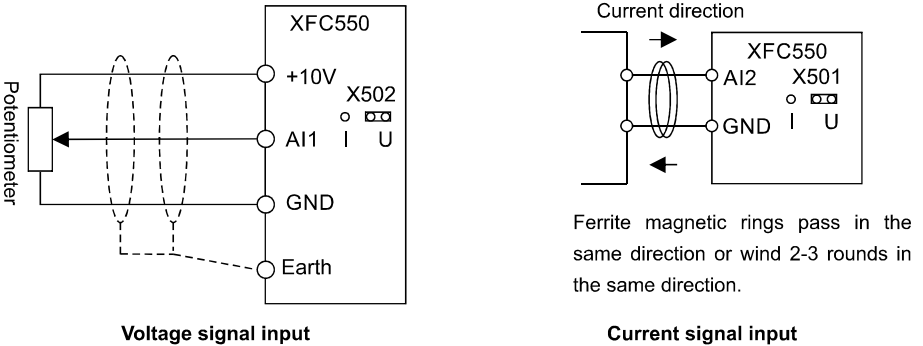 XFC550
+10V
X502
AI1
I U
GND
Earth
Potentiometer
Voltage signal input
Current direction
XFC550
AI2
X501
GND
I U
Ferrite magnetic rings pass in the
same direction or wind 2-3 rounds in
the same direction.
Current signal input